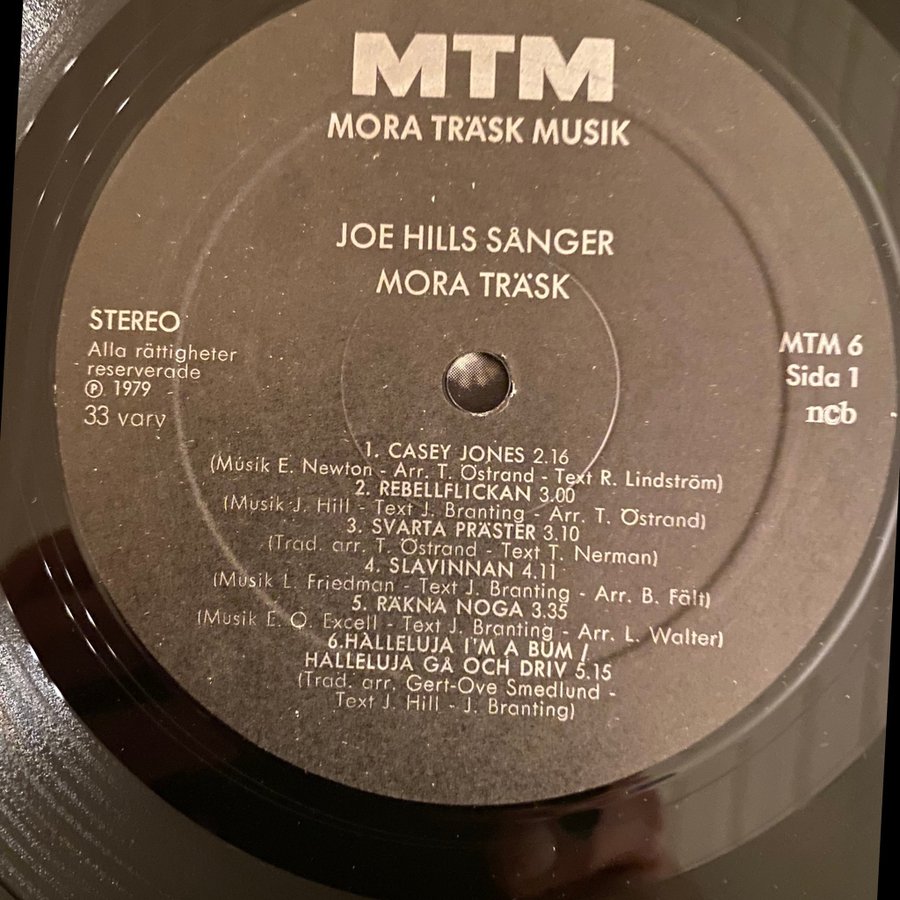 MTM
MORA TRÄSK MUSIK
JOE HILLS SÅNGER
MORA TRÄSK
STEREO
Alla rättigheter
reserverade
Ⓟ 1979
33 varv
MTM 6
Sida 1
ncb
1. CASEY JONES 2.16
(Musik E. Newton - Arr. T. Östrand - Text R. Lindström)
2. REBELLFLICKAN 3.00
(Musik J. Hill - Text J. Branting - Arr. T. Östrand)
3. SVARTA PRÄSTER 3.10
(Trad. arr. T. Östrand - Text T. Nerman)
4. SLAVINNAN 4.11
(Musik L. Friedman - Text J. Branting - Arr. B. Fält)
5. RÄKNA NOGA 3.35
(Musik E. O. Excell - Text J. Branting - Arr. L. Walter)
6.HALLELUJA I'M A BUM /
HALLELUJA GÅ OCH DRIV 5.15
(Trad. arr. Gert-Ove Smedlund -
Text J. Hill - J. Branting)